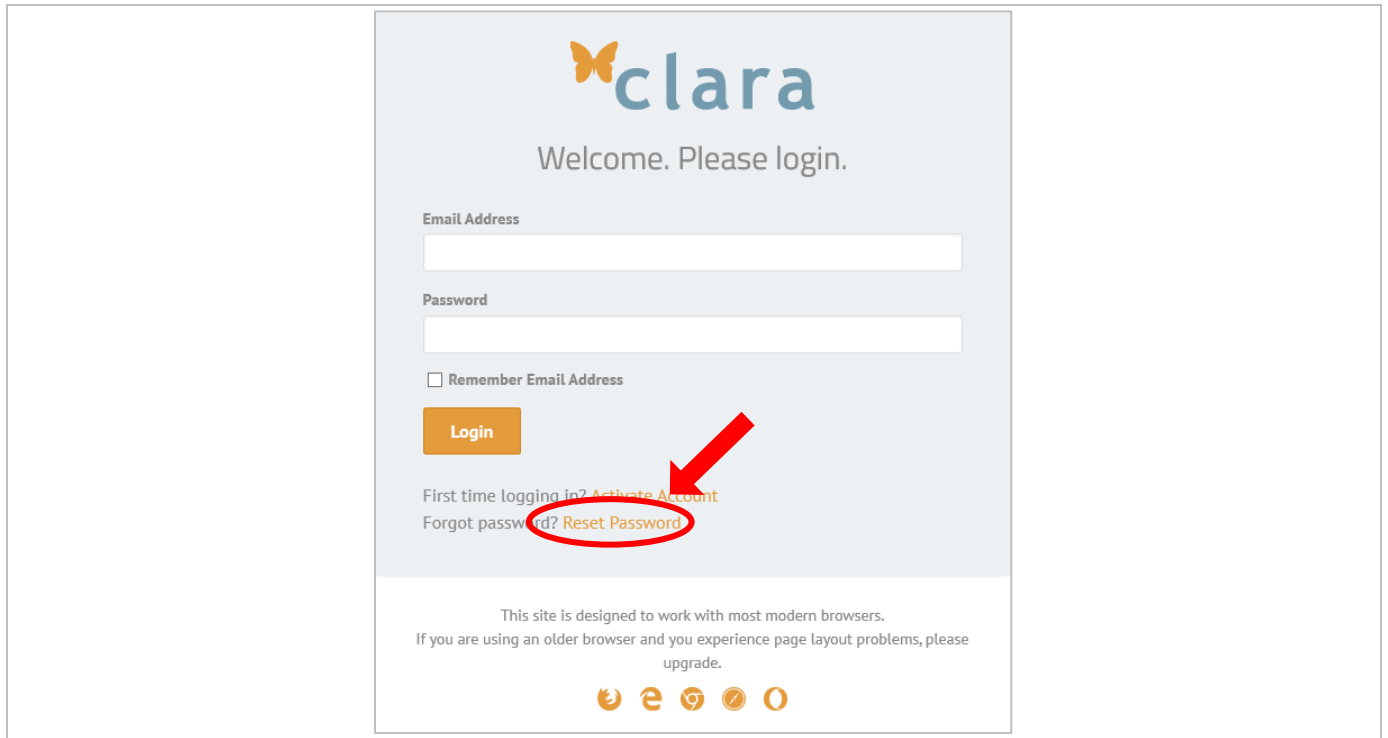 clara
Welcome. Please login.
Email Address
Password
Remember Email Address
Login
First time logging in? Activate Account
Forgot password? Reset Password
This site is designed to work with most modern browsers.
If you are using an older browser and you experience page layout problems, please
upgrade.